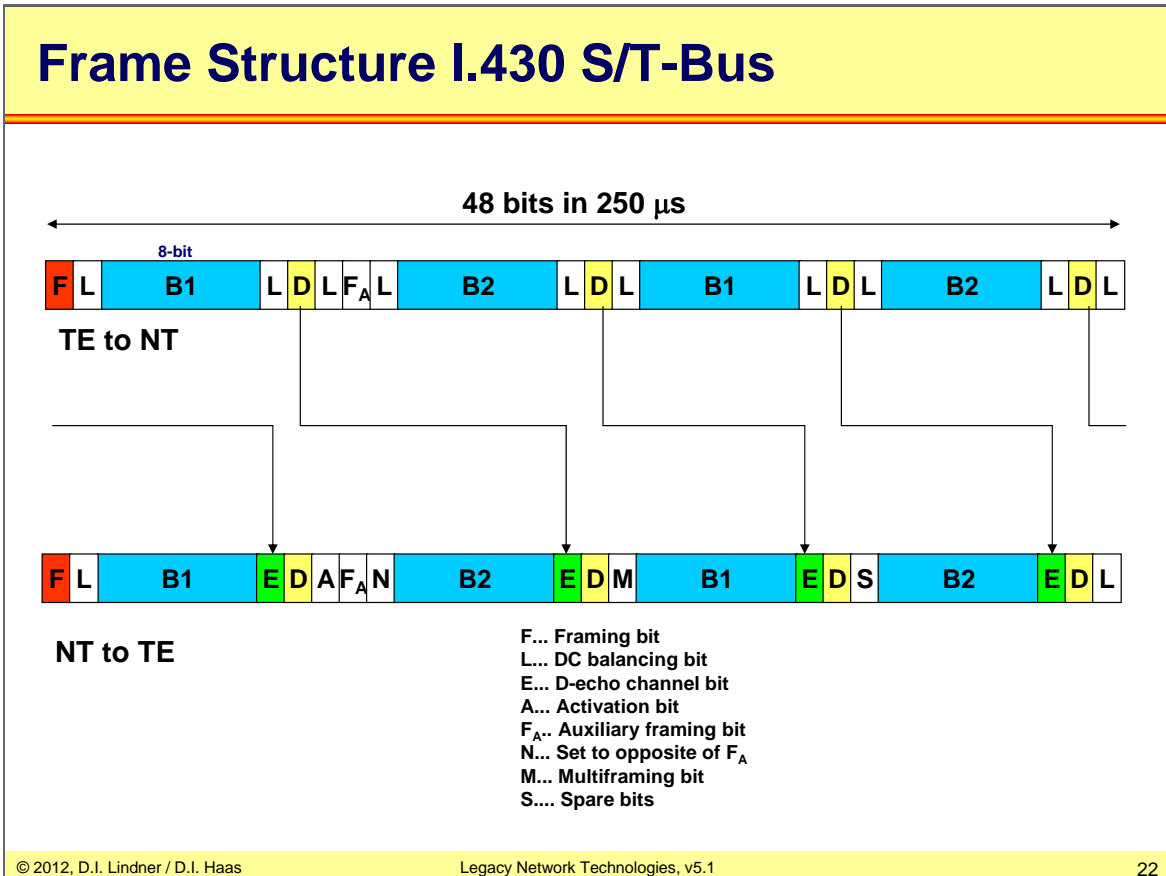 Frame Structure I.430 S/T-Bus
48 bits in 250 μs
8-bit
F L B1 L D L FA L B2 L D L B1 L D L B2 L D L
TE to NT
F L B1 E D A FA N B2 E D M B1 E D S B2 E D L
NT to TE
F... Framing bit
L... DC balancing bit
E... D-echo channel bit
A... Activation bit
FA.. Auxiliary framing bit
N... Set to opposite of FA
M... Multiframing bit
S.... Spare bits
© 2012, D.I. Lindner / D.I. Haas Legacy Network Technologies, v5.1 22